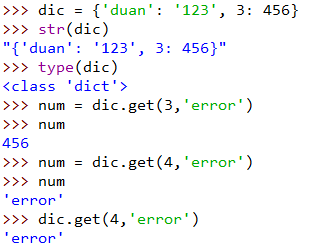 >>> dic = {'duan': '123', 3: 456}
>>> str(dic)
"{'duan': '123', 3: 456}"
>>> type(dic)
<class 'dict'>
>>> num = dic.get(3,'error')
>>> num
456
>>> num = dic.get(4,'error')
>>> num
'error'
>>> dic.get(4,'error')
'error'